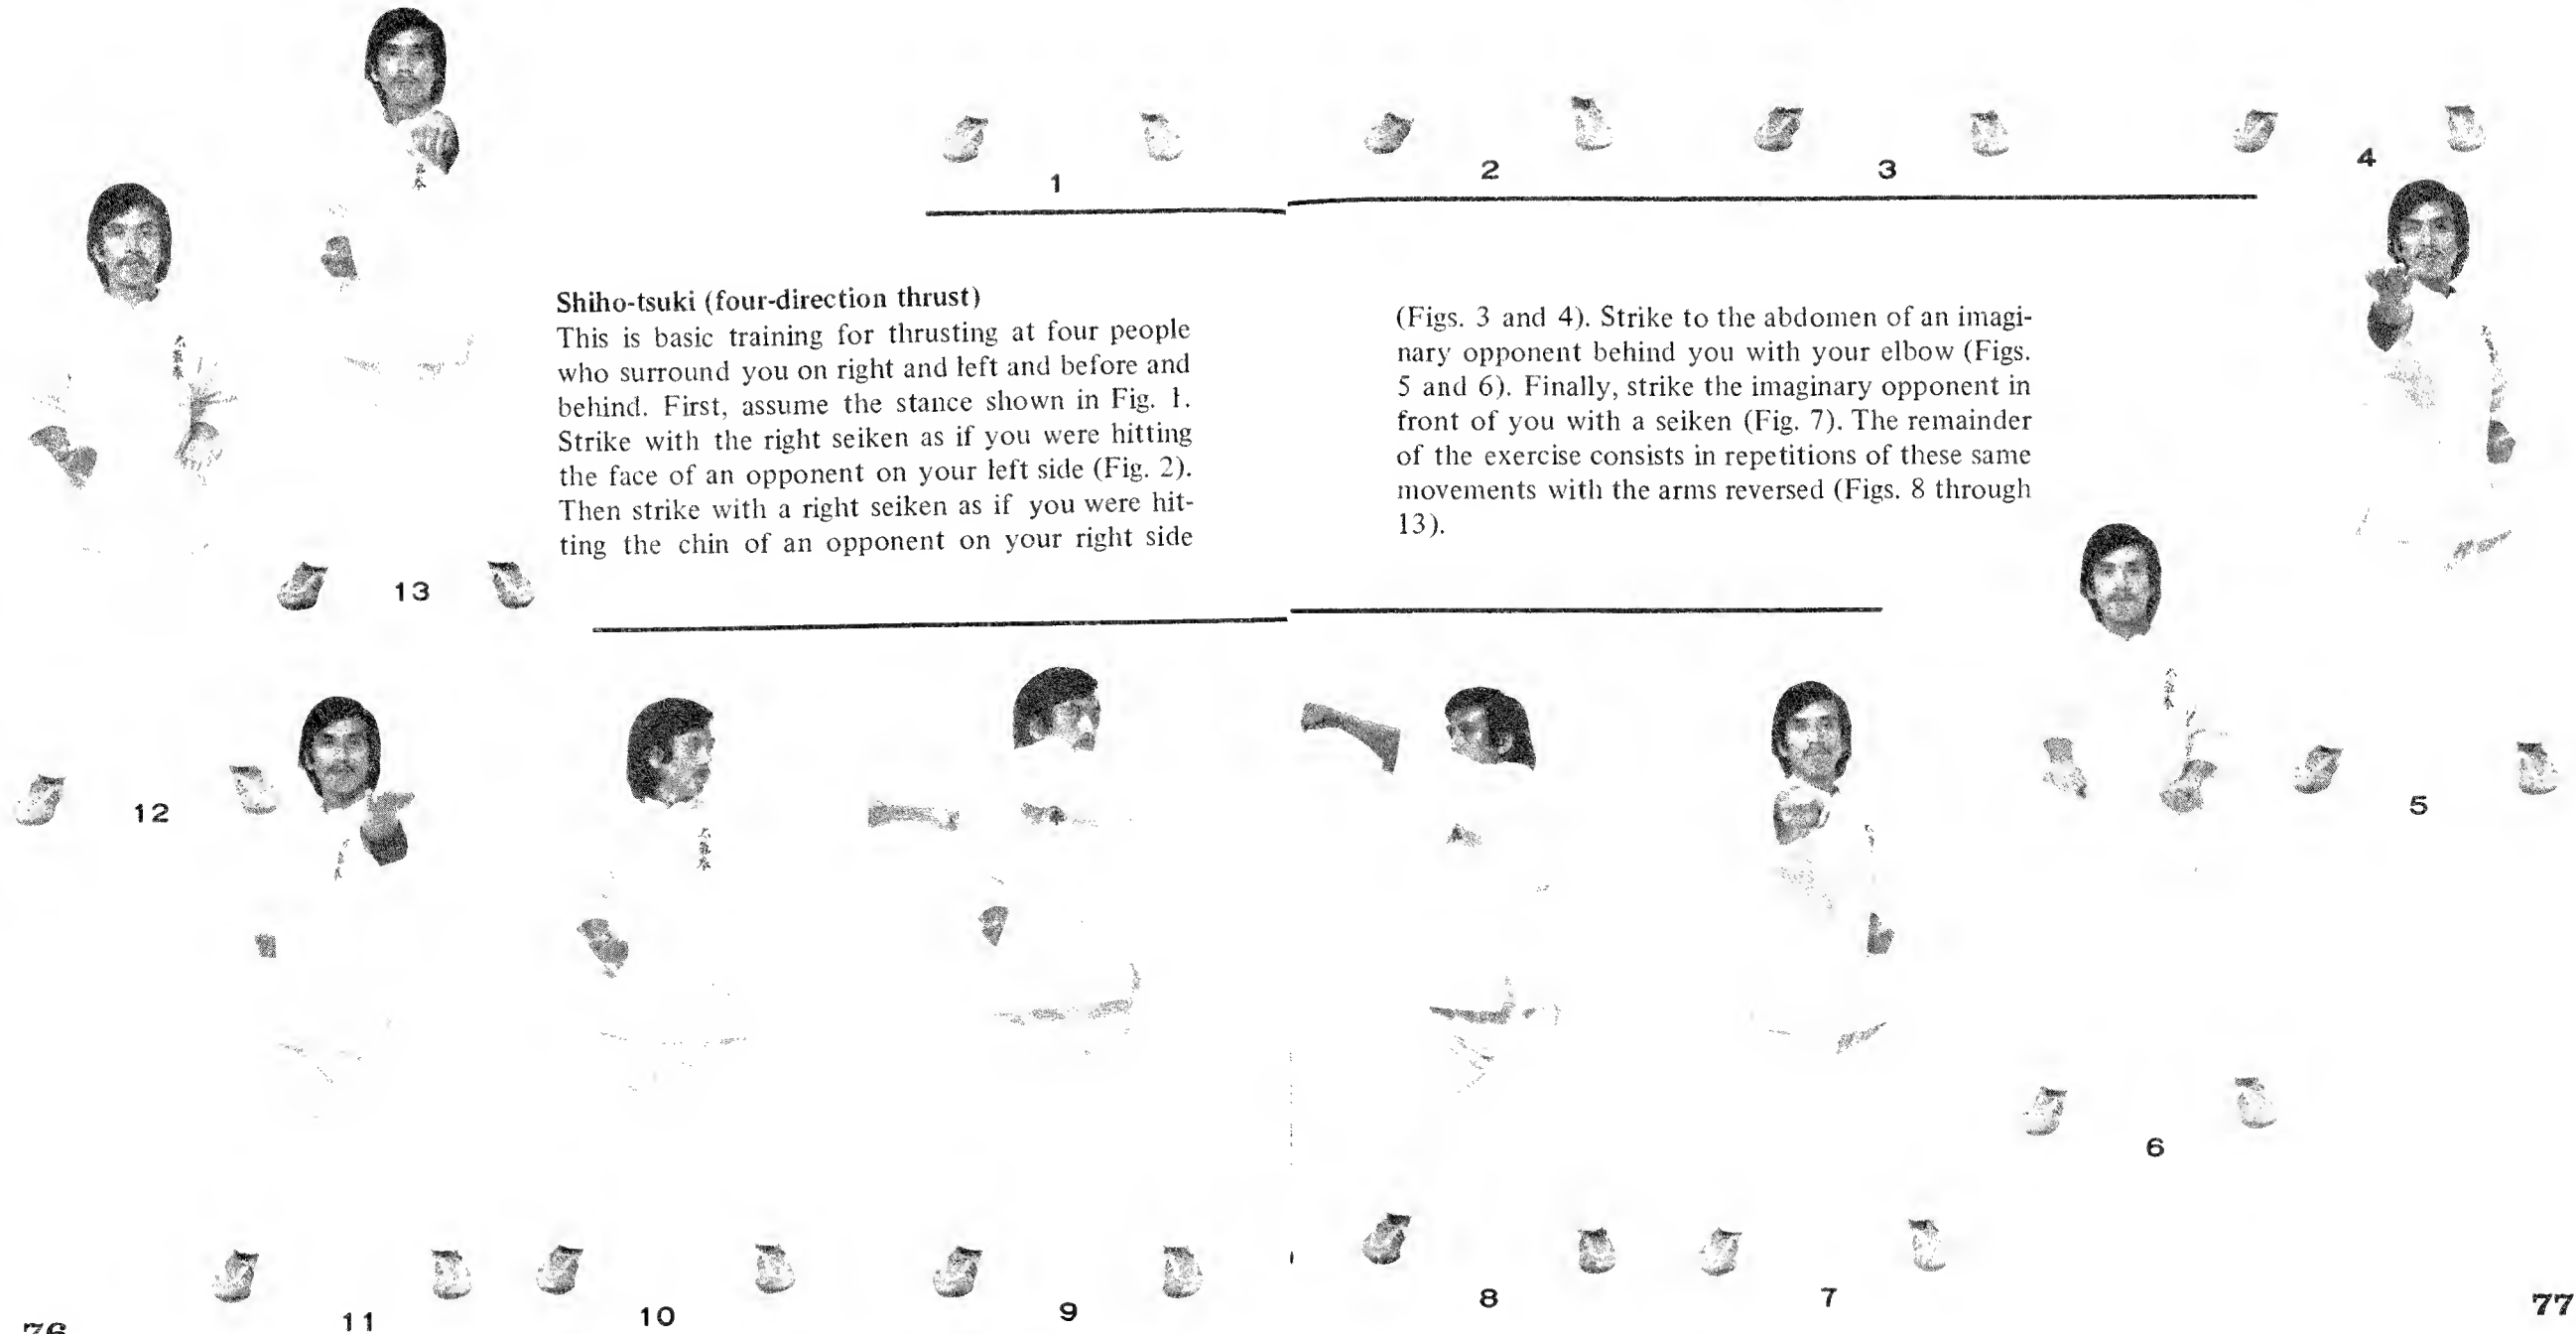 1
2
3
4
Shiho-tsuki (four-direction thrust)
This is basic training for thrusting at four people
who surround you on right and left and before and
behind. First, assume the stance shown in Fig. 1.
Strike with the right seiken as if you were hitting
the face of an opponent on your left side (Fig. 2).
Then strike with a right seiken as if you were hit-
ting the chin of an opponent on your right side
(Figs. 3 and 4). Strike to the abdomen of an imagi-
nary opponent behind you with your elbow (Figs.
5 and 6). Finally, strike the imaginary opponent in
front of you with a seiken (Fig. 7). The remainder
of the exercise consists in repetitions of these same
movements with the arms reversed (Figs. 8 through
13).
13
12
5
6
11
10
9
8
7
76
77